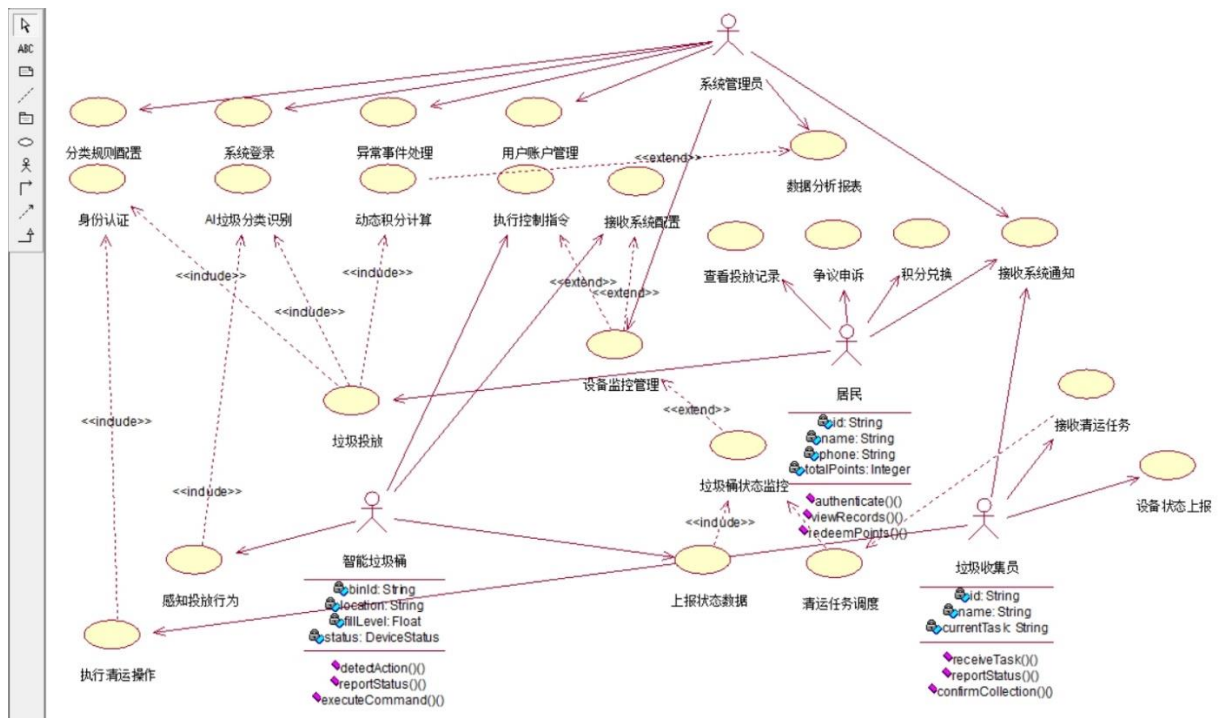 ABC
系统管理员
分类规则配置
系统登录
异常事件处理
用户账户管理
<<extend>>
数据分析报表
身份认证
AI垃圾分类识别
动态积分计算
执行控制指令
接收系统配置
查看投放记录
争议申诉
积分兑换
接收系统通知
<<include>>
<<include>>
<<extend>>
<<extend>>
<<include>>
设备监控管理
居民
id: String
name: String
phone: String
totalPoints: Integer
authenticate()()
viewRecords()()
redeemPoints()()
<<include>>
垃圾投放
<<extend>>
接收清运任务
<<include>>
垃圾桶状态监控
设备状态上报
<<include>>
智能垃圾桶
binId: String
location: String
fillLevel: Float
status: DeviceStatus
detectAction()()
reportStatus()()
executeCommand()()
感知投放行为
上报状态数据
清运任务调度
垃圾收集员
id: String
name: String
currentTask: String
receiveTask()()
reportStatus()()
confirmCollection()()
执行清运操作